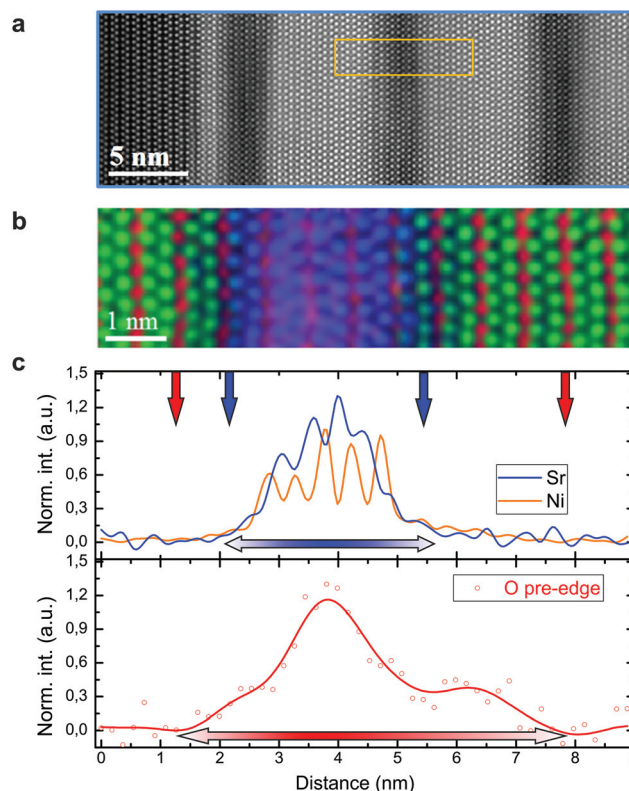 a
5 nm
b
1 nm
c
1,5
1,2
0,9
0,6
0,3
0,0
Norm. int. (a.u.)
Sr
Ni
1,5
1,2
0,9
0,6
0,3
0,0
Norm. int. (a.u.)
O pre-edge
0 1 2 3 4 5 6 7 8
Distance (nm)